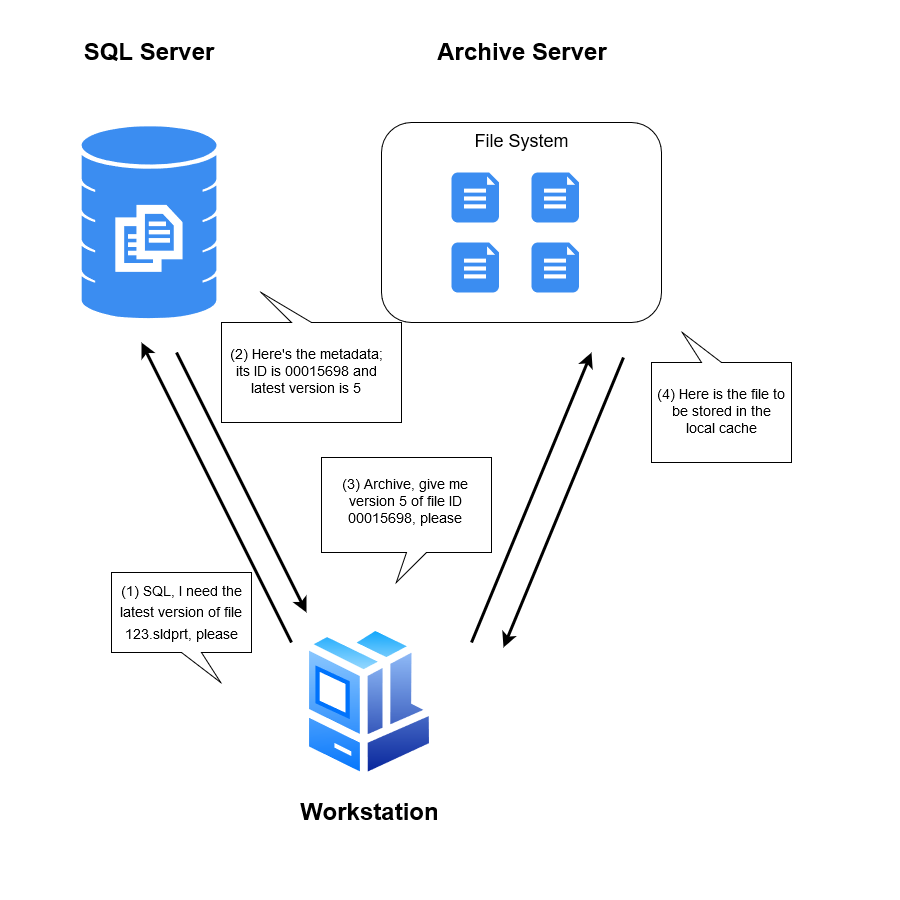 SQL Server
Archive Server
File System
(2) Here's the metadata;
its ID is 00015698 and
latest version is 5
(4) Here is the file to
be stored in the
local cache
(3) Archive, give me
version 5 of file ID
00015698, please
(1) SQL, I need the
latest version of file
123.sldprt, please
Workstation